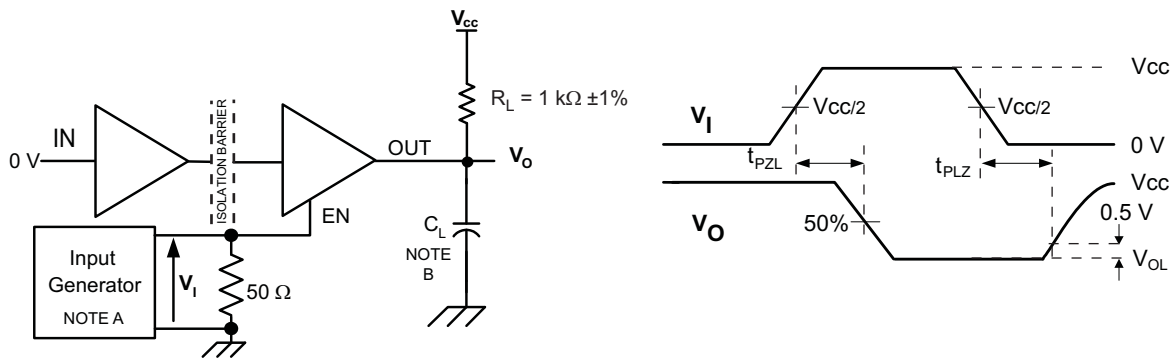 Vcc
RL = 1 kΩ ±1%
IN
0 V
ISOLATION BARRIER
OUT
VO
EN
CL
NOTE
B
Input
Generator
NOTE A
VI
50 Ω
VCC
VCC/2
VCC/2
VI
0 V
tPZL
tPLZ
VCC
0.5 V
50%
VO
VOL